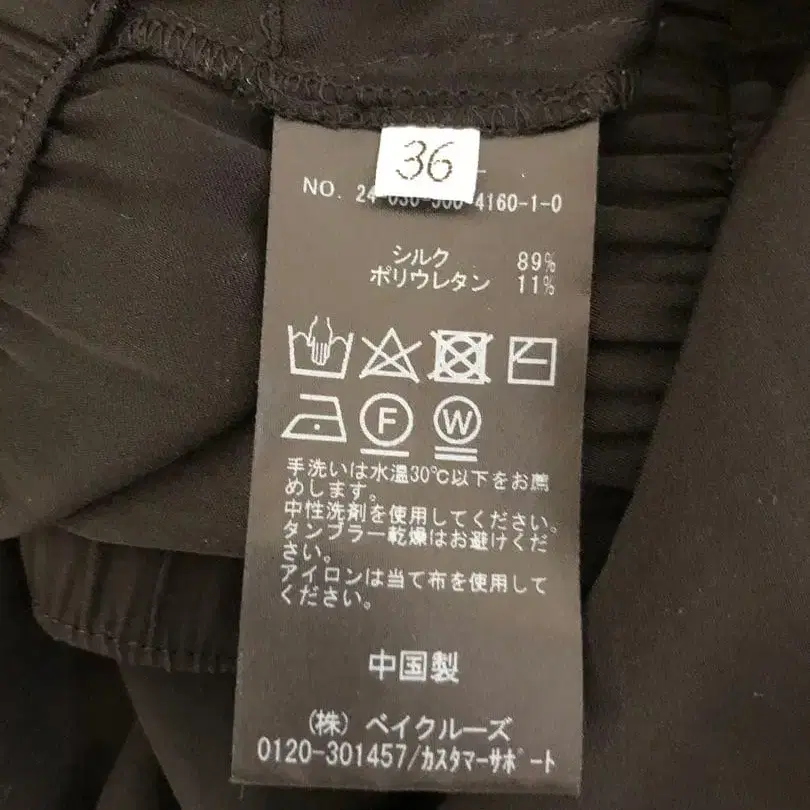 36
NO. 24-030-500-4160-1-0
シルク 89%
ポリウレタン 11%
F W
手洗いは水温30℃以下をお薦
めします。
中性洗剤を使用してください。
タンブラー乾燥はお避けくだ
さい。
アイロンは当て布を使用して
ください。
中国製
(株) ベイクルーズ
0120-301457/カスタマーサポート